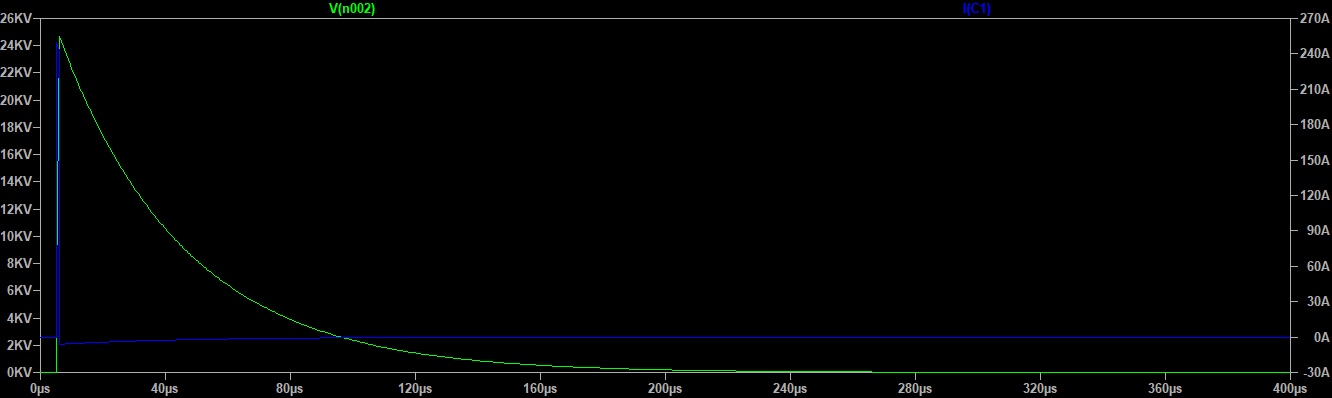 V(n002) I(C1)
26KV 270A
24KV 240A
22KV 210A
20KV 180A
18KV 150A
16KV 120A
14KV 90A
12KV 60A
10KV 30A
8KV 0A
6KV -30A
4KV
2KV
0KV
0µs 40µs 80µs 120µs 160µs 200µs 240µs 280µs 320µs 360µs 400µs